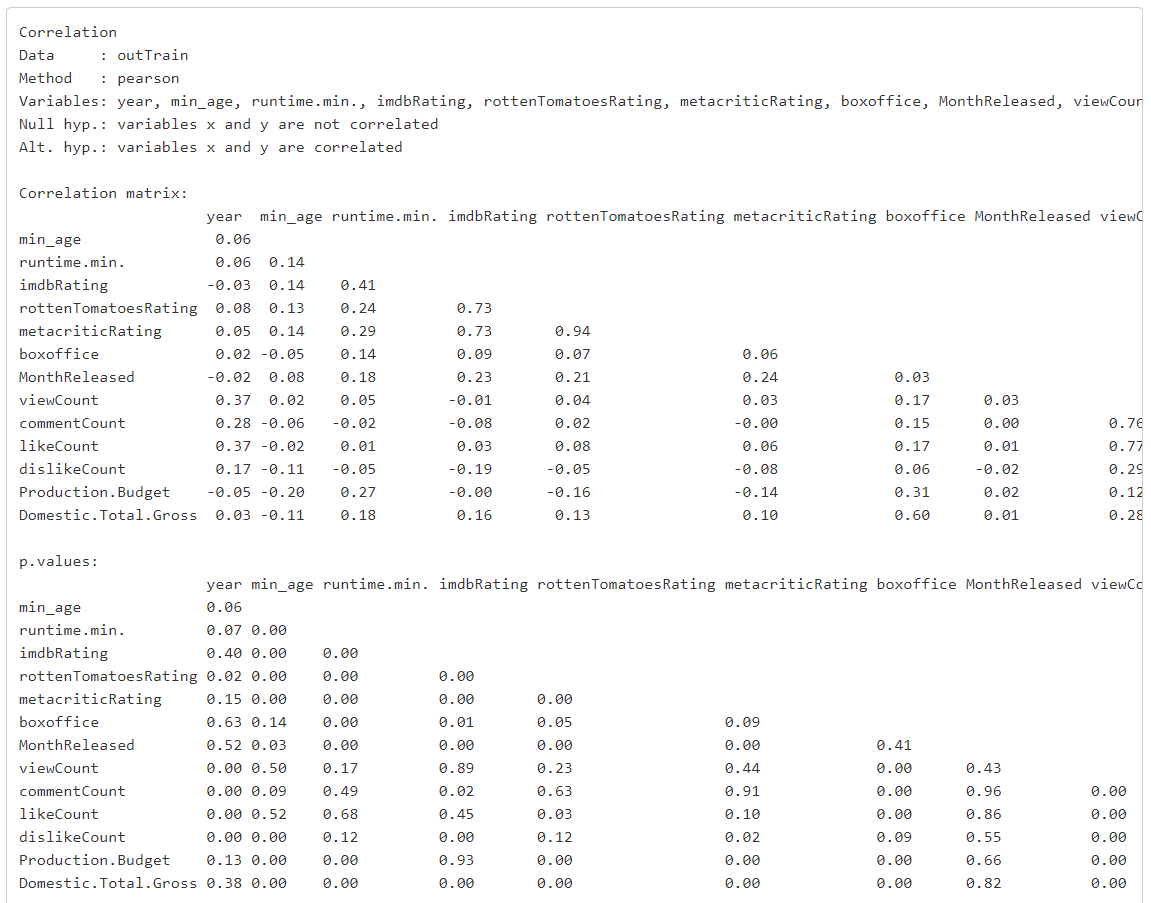 Correlation
Data     : outTrain
Method   : pearson
Variables: year, min_age, runtime.min., imdbRating, rottenTomatoesRating, metacriticRating, boxoffice, MonthReleased, viewCour
Null hyp.: variables x and y are not correlated
Alt. hyp.: variables x and y are correlated
Correlation matrix:
year min_age runtime.min. imdbRating rottenTomatoesRating metacriticRating boxoffice MonthReleased viewC
min_age 0.06
runtime.min. 0.06 0.14
imdbRating -0.03 0.14 0.41
rottenTomatoesRating 0.08 0.13 0.24 0.73
metacriticRating 0.05 0.14 0.29 0.73 0.94
boxoffice 0.02 -0.05 0.14 0.09 0.07 0.06
MonthReleased -0.02 0.08 0.18 0.23 0.21 0.24 0.03
viewCount 0.37 0.02 0.05 -0.01 0.04 0.03 0.17 0.03
commentCount 0.28 -0.06 -0.02 -0.08 0.02 -0.00 0.15 0.00 0.76
likeCount 0.37 -0.02 0.01 0.03 0.08 0.06 0.17 0.01 0.77
dislikeCount 0.17 -0.11 -0.05 -0.19 -0.05 -0.08 0.06 -0.02 0.29
Production.Budget -0.05 -0.20 0.27 -0.00 -0.16 -0.14 0.31 0.02 0.12
Domestic.Total.Gross 0.03 -0.11 0.18 0.16 0.13 0.10 0.60 0.01 0.28
p.values:
year min_age runtime.min. imdbRating rottenTomatoesRating metacriticRating boxoffice MonthReleased viewCo
min_age 0.06
runtime.min. 0.07 0.00
imdbRating 0.40 0.00 0.00
rottenTomatoesRating 0.02 0.00 0.00 0.00
metacriticRating 0.15 0.00 0.00 0.00 0.00
boxoffice 0.63 0.14 0.00 0.01 0.05 0.09
MonthReleased 0.52 0.03 0.00 0.00 0.00 0.00 0.41
viewCount 0.00 0.50 0.17 0.89 0.23 0.44 0.00 0.43
commentCount 0.00 0.09 0.49 0.02 0.63 0.91 0.00 0.96 0.00
likeCount 0.00 0.52 0.68 0.45 0.03 0.10 0.00 0.86 0.00
dislikeCount 0.00 0.00 0.12 0.00 0.12 0.02 0.09 0.55 0.00
Production.Budget 0.13 0.00 0.00 0.93 0.00 0.00 0.00 0.66 0.00
Domestic.Total.Gross 0.38 0.00 0.00 0.00 0.00 0.00 0.00 0.82 0.00